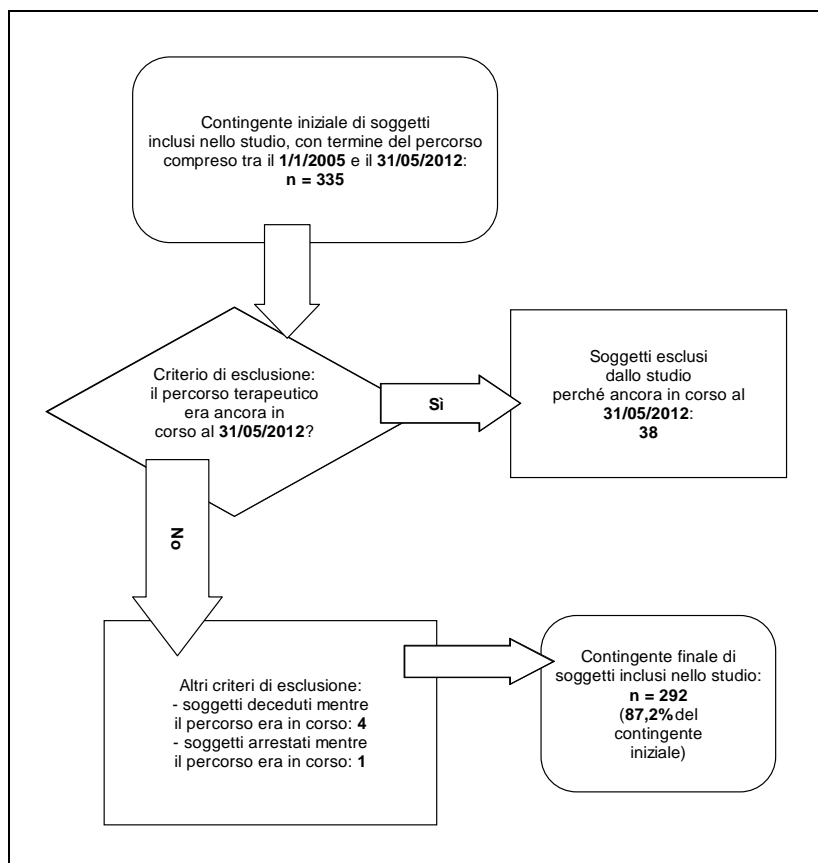 Contingente iniziale di soggetti
inclusi nello studio, con termine del percorso
compreso tra il 1/1/2005 e il 31/05/2012:
n = 335
Criterio di esclusione:
il percorso terapeutico
era ancora in
corso al 31/05/2012?
Sì
Soggetti esclusi
dallo studio
perché ancora in corso al
31/05/2012:
38
No
Altri criteri di esclusione:
- soggetti deceduti mentre
il percorso era in corso: 4
- soggetti arrestati mentre
il percorso era in corso: 1
Contingente finale di
soggetti inclusi nello studio:
n = 292
(87,2% del
contingente
iniziale)